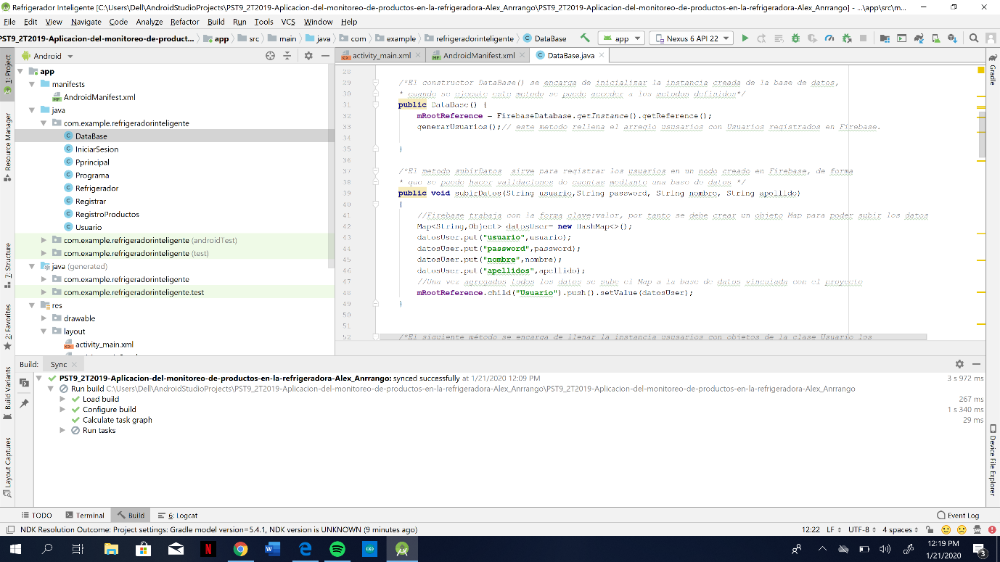 Refrigerador Inteligente [C:\Users\Dell\AndroidStudioProjects\PST9_2T2019-Aplicacion-del-monitoreo-de-productos-en-la-refrigeradora-Alex_Anrrango\PST9_2T2019-Aplicacion-del-monitoreo-de-productos-en-la-refrigeradora-Alex_Anrrango] - ...\app\src\m...
File Edit View Navigate Code Analyze Refactor Build Run Tools VCS Window Help
PST9_2T2019-Aplicacion-del-monitoreo-de-product... app src main java com example refrigeradorinteligente DataBase app Nexus 6 API 22
1: Project
Resource Manager
Z: Structure
2: Favorites
Build Variants
Layout Captures
Android
app
manifests
AndroidManifest.xml
java
com.example.refrigeradorinteligente
DataBase
IniciarSesion
Pprincipal
Programa
Refrigerador
Registrar
RegistroProductos
Usuario
com.example.refrigeradorinteligente (androidTest)
com.example.refrigeradorinteligente (test)
java (generated)
com.example.refrigeradorinteligente
com.example.refrigeradorinteligente.test
res
drawable
layout
activity_main.xml
activity_main.xml AndroidManifest.xml DataBase.java
28
29 /*El constructor DataBase() se encarga de inicializar la instancia creada de la base de datos,
30 * cuando se ejecute este metodo se puede acceder a los metodos definidos*/
31 public DataBase() {
32 mRootReference = FirebaseDatabase.getInstance().getReference();
33 generarUsuarios();// este metodo rellena el arreglo ususarios con Usuarios registrados en Firebase.
34
35 }
36
37 /*El metodo subirDatos sirve para registrar los usuarios en un nodo creado en Firebase, de forma
38 * que se puede hacer validaciones de cuentas mediante una base de datos */
39 public void subirDatos(String usuario,String password, String nombre, String apellido)
40 {
41 //Firebase trabaja con la forma clave:valor, por tanto se debe crear un objeto Map para poder subir los datos
42 Map<String,Object> datosUser= new HashMap<>();
43 datosUser.put("usuario",usuario);
44 datosUser.put("password",password);
45 datosUser.put("nombre",nombre);
46 datosUser.put("apellidos",apellido);
47 //Una vez agregados todos los datos se sube el Map a la base de datos vinculada con el proyecto
48 mRootReference.child("Usuario").push().setValue(datosUser);
49 }
50
51
52 /*El siguiente método se encarga de llenar la instancia ususarios con objetos de la clase Usuario los
Gradle
Device File Explorer
Build: Sync
PST9_2T2019-Aplicacion-del-monitoreo-de-productos-en-la-refrigeradora-Alex_Anrrango: synced successfully at 1/21/2020 12:09 PM 3 s 972 ms
Run build C:\Users\Dell\AndroidStudioProjects\PST9_2T2019-Aplicacion-del-monitoreo-de-productos-en-la-refrigeradora-Alex_Anrrango\PST9_2T2019-Aplicacion-del-monitoreo-de-productos-en-la-refrigeradora-Alex_Anrrango
Load build 267 ms
Configure build 1 s 340 ms
Calculate task graph 29 ms
Run tasks
TODO Terminal Build 6: Logcat Event Log
NDK Resolution Outcome: Project settings: Gradle model version=5.4.1, NDK version is UNKNOWN (9 minutes ago) 12:22 LF UTF-8 4 spaces
12:19 PM
1/21/2020
3